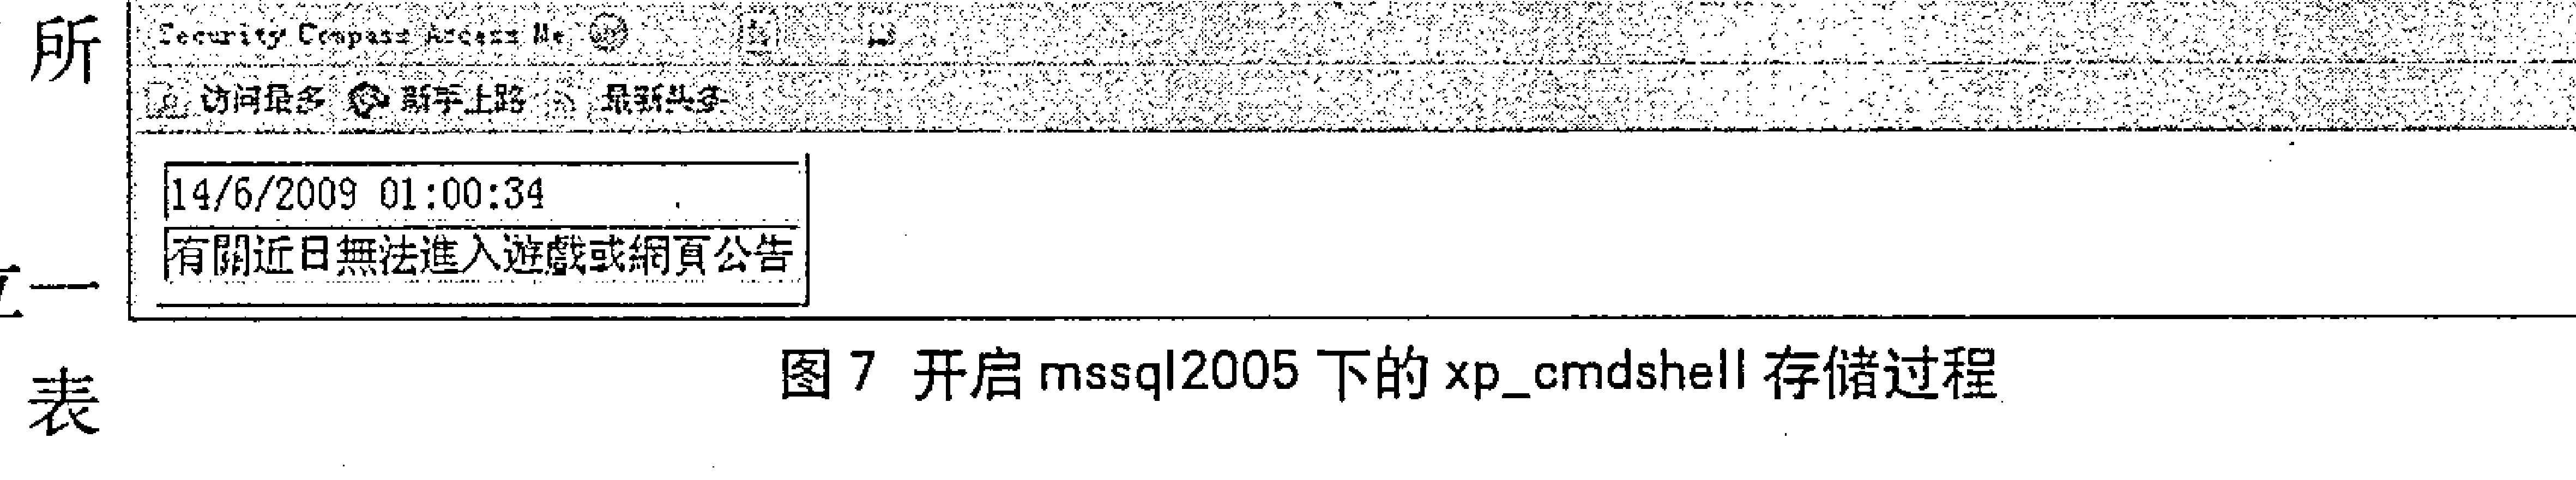 所
Security Compass Access Me
访问最多 新手上路 最新头条
14/6/2009 01:00:34
有關近日無法進入遊戲或網頁公告
一
表
图 7 开启 mssql2005 下的 xp_cmdshell 存储过程